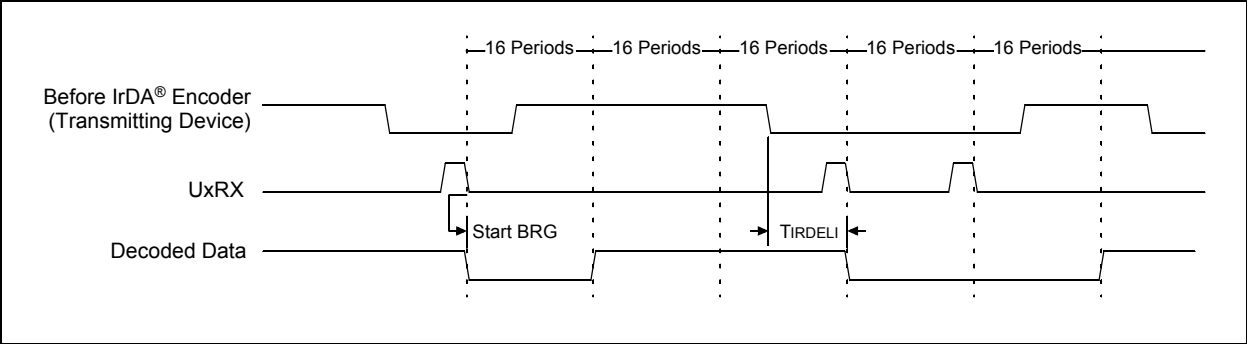 16 Periods 16 Periods 16 Periods 16 Periods 16 Periods
Before IrDA® Encoder
(Transmitting Device)
UxRX
Start BRG
TIRDELI
Decoded Data